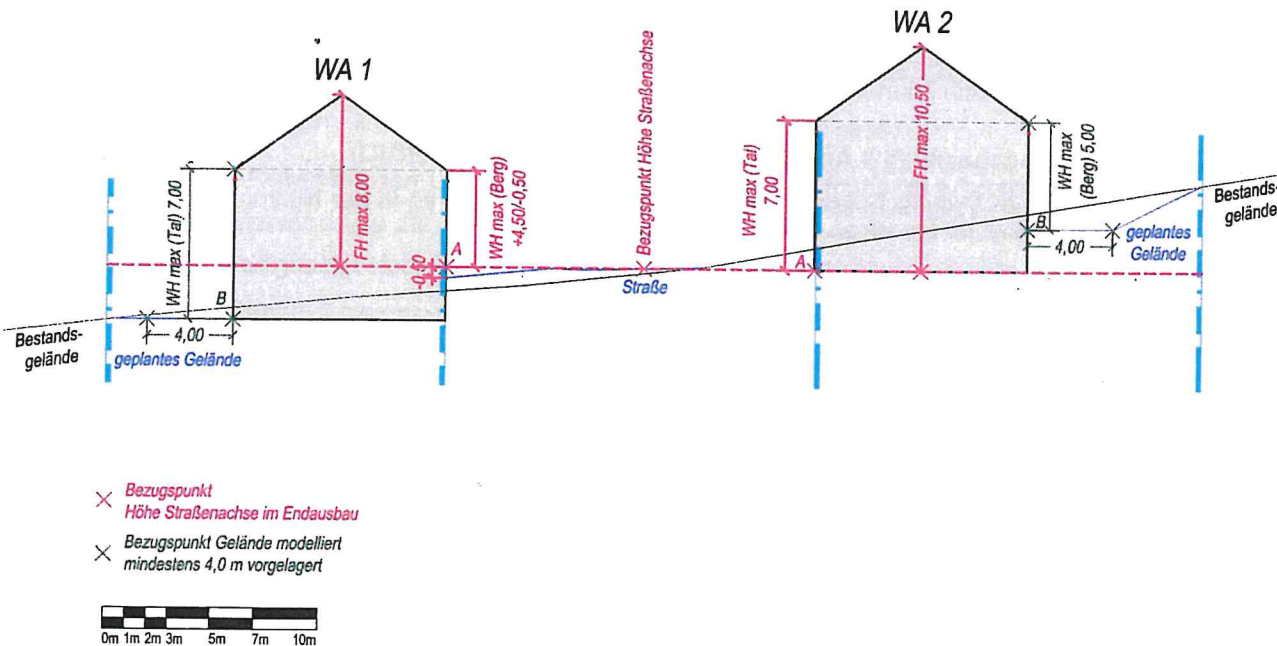 WA 1
WA 2
Bezugspunkt Höhe Straßenachse
WH max (Tal) 7,00
FH max 8,00
WH max (Berg)
+4,50/-0,50
A
-0,50
B
4,00
Bestands-
gelände
geplantes Gelände
Straße
WH max (Tal)
7,00
FH max 10,50
WH max
(Berg) 5,00
A
B
4,00
geplantes
Gelände
Bestands-
gelände
Bezugspunkt
Höhe Straßenachse im Endausbau
Bezugspunkt Gelände modelliert
mindestens 4,0 m vorgelagert
0m 1m 2m 3m 5m 7m 10m